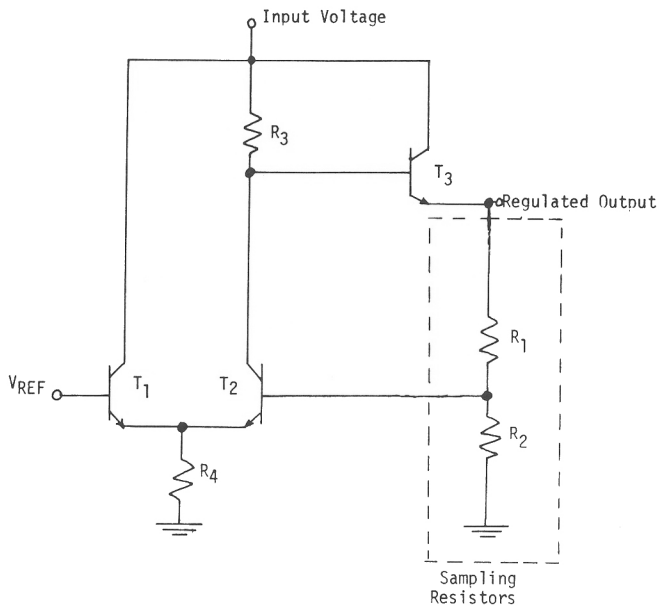 Input Voltage
R3
T3
Regulated Output
R1
VREF
T1
T2
R2
R4
Sampling
Resistors